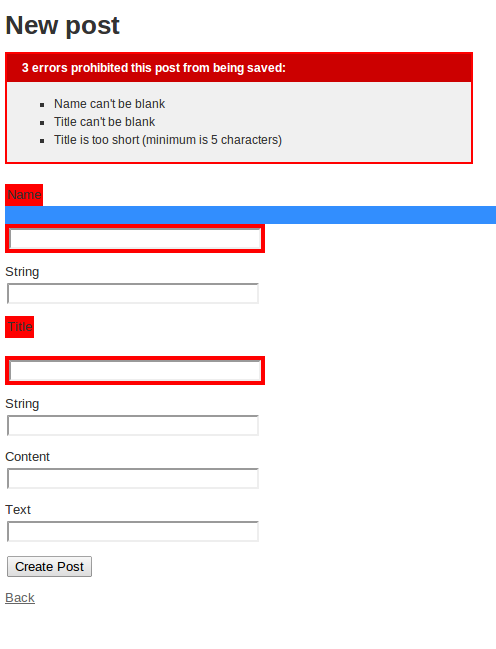 New post
3 errors prohibited this post from being saved:
Name can't be blank
Title can't be blank
Title is too short (minimum is 5 characters)
Name
String
Title
String
Content
Text
Create Post
Back